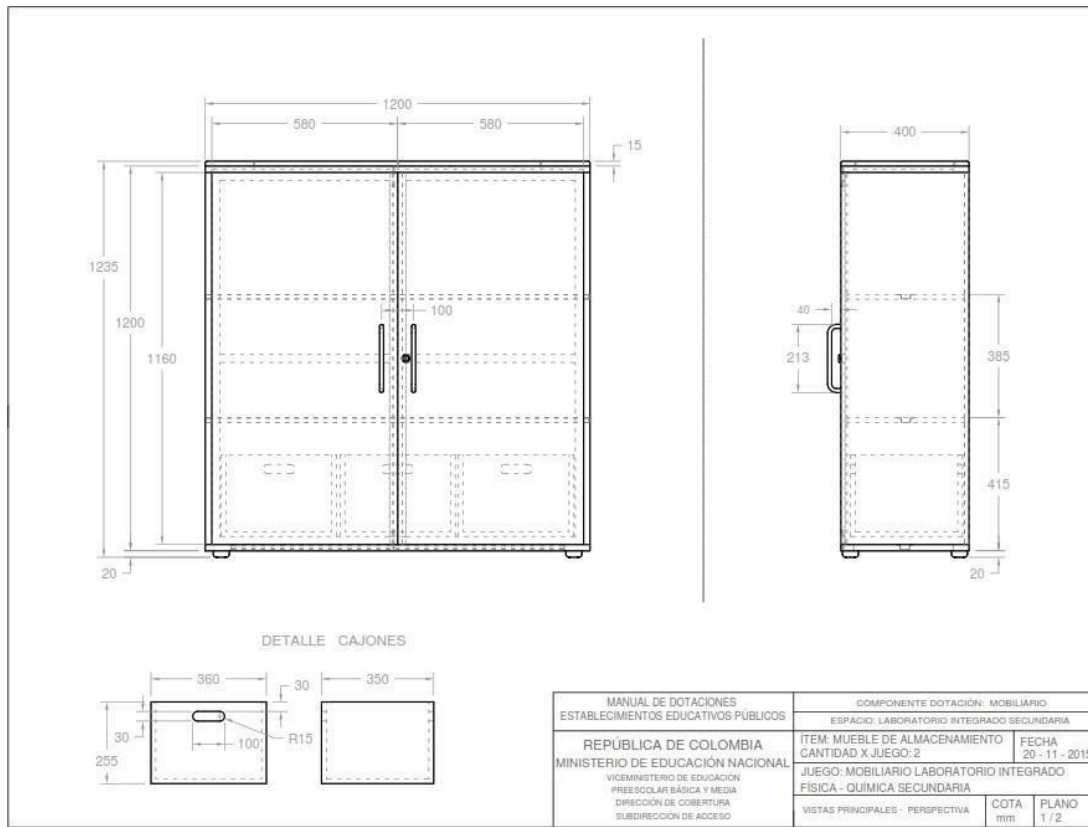 1200
580
580
15
400
1235
1200
1160
100
40
213
385
415
20
20
DETALLE CAJONES
360
30
350
30
100
R15
255
MANUAL DE DOTACIONES
ESTABLECIMIENTOS EDUCATIVOS PÚBLICOS
REPÚBLICA DE COLOMBIA
MINISTERIO DE EDUCACIÓN NACIONAL
VICEMINISTERIO DE EDUCACIÓN
PREESCOLAR BÁSICA Y MEDIA
DIRECCIÓN DE COBERTURA
SUBDIRECCIÓN DE ACCESO
COMPONENTE DOTACIÓN: MOBILIARIO
ESPACIO: LABORATORIO INTEGRADO SECUNDARIA
ITEM: MUEBLE DE ALMACENAMIENTO
CANTIDAD X JUEGO: 2
FECHA
20 - 11 - 2015
JUEGO: MOBILIARIO LABORATORIO INTEGRADO
FÍSICA - QUÍMICA SECUNDARIA
VISTAS PRINCIPALES - PERSPECTIVA
COTA
mm
PLANO
1 / 2